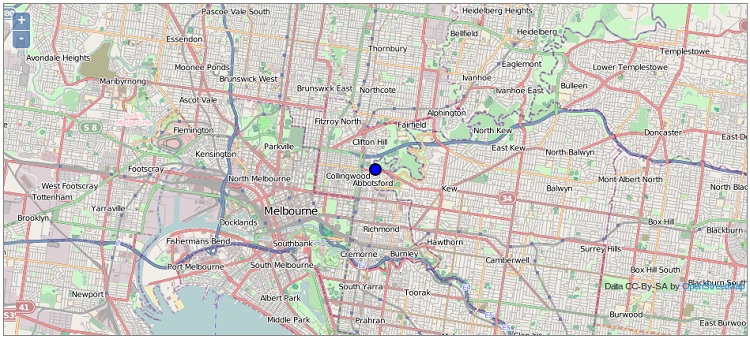 Pascoe Vale South
Heidelberg Heights
+
-
Essendon
Bellfield
Heidelberg
Avondale Heights
Thornbury
Templestowe
Moonee Ponds
Eaglemont
Lower Templestowe
Maribyrnong
Brunswick West
Ivanhoe
Brunswick East
Northcote
Ivanhoe East
Bulleen
Ascot Vale
Alphington
Fitzroy North
Fairfield
S 8
Flemington
North Kew
Doncaster
Clifton Hill
East Do
Parkville
East Kew
Kensington
North Balwyn
Footscray
Collingwood
North Melbourne
Abbotsford
Mont Albert North
West Footscray
Kew
Balwyn
North Blac
Tottenham
34
Yarraville
Melbourne
Brooklyn
Docklands
Box Hill
Richmond
Blackburn
Fishermans Bend
Southbank
Hawthorn
Surrey Hills
Cremorne
Burnley
Camberwell
Port Melbourne
South Melbourne
Box Hill South
Blackburn South
South Yarra
Data CC-By-SA by OpenStreetMap
Newport
Albert Park
Toorak
41
Burwood
Middle Park
Prahran
East Burwood